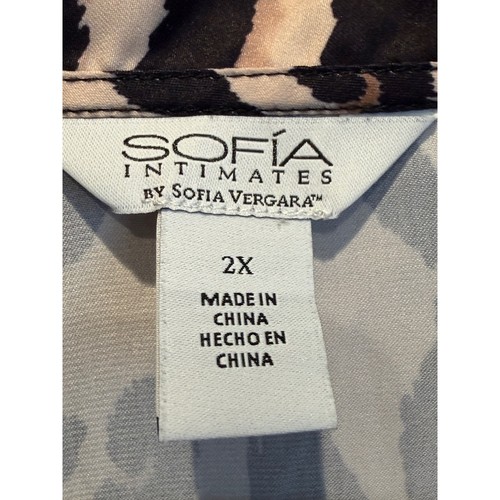 SOFÍA
INTIMATES
BY SOFIA VERGARA™
2X
MADE IN
CHINA
HECHO EN
CHINA